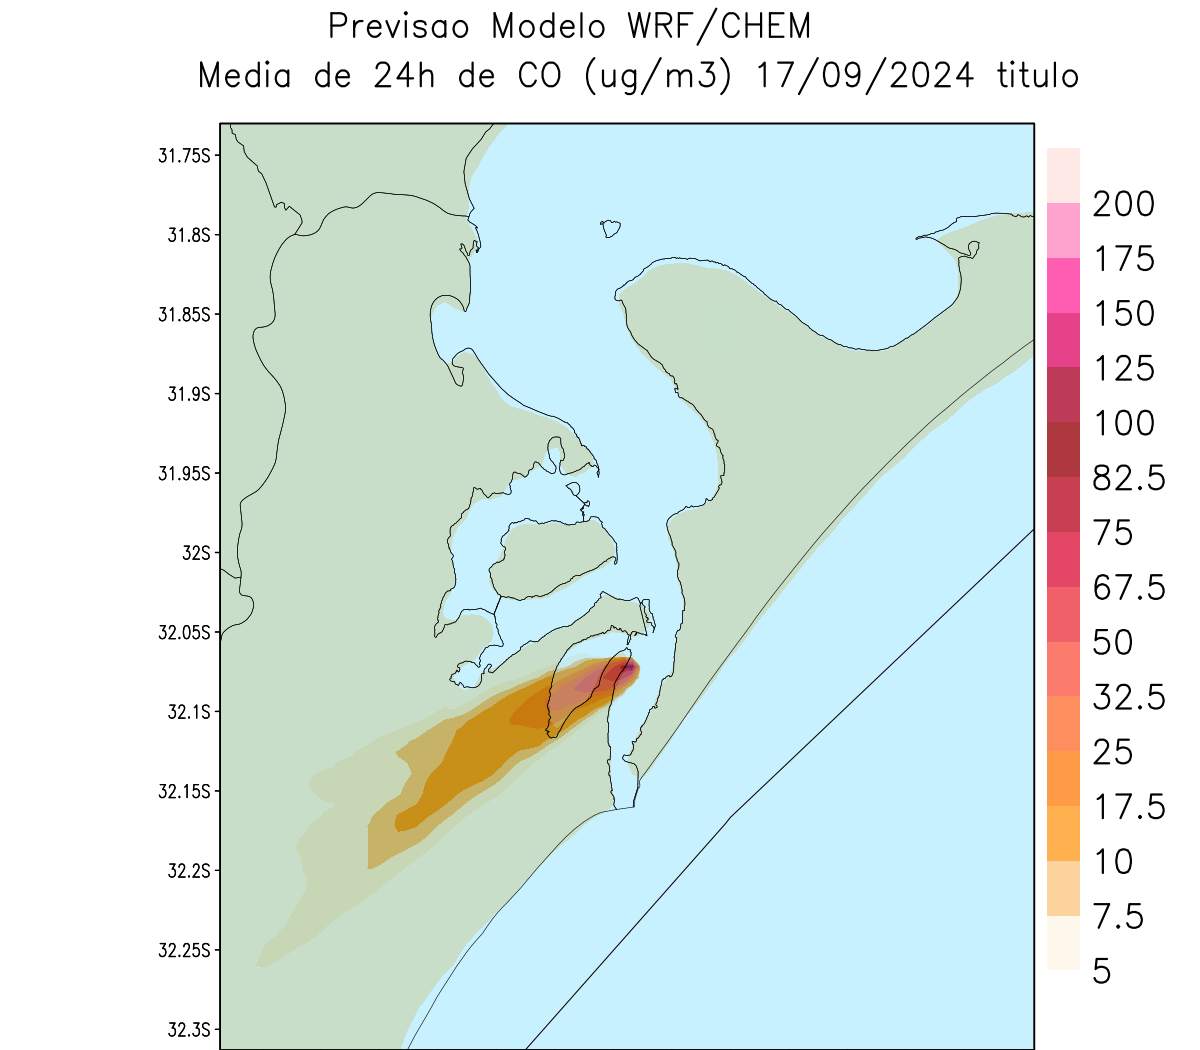 Previsao Modelo WRF/CHEM
Media de 24h de CO (ug/m3) 17/09/2024 titulo
31.75S
31.8S
31.85S
31.9S
31.95S
32S
32.05S
32.1S
32.15S
32.2S
32.25S
32.3S
200
175
150
125
100
82.5
75
67.5
50
32.5
25
17.5
10
7.5
5